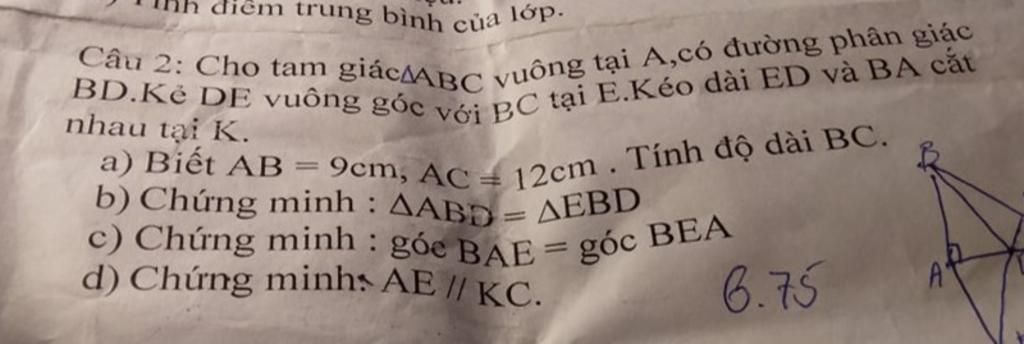 điểm trung bình của lớp.
Câu 2: Cho tam giácΔABC vuông tại A,có đường phân giác
BD.Kẻ DE vuông góc với BC tại E.Kéo dài ED và BA cắt
nhau tại K.
a) Biết AB = 9cm, AC = 12cm . Tính độ dài BC.
b) Chứng minh : ΔABD = ΔEBD
c) Chứng minh : góc BAE = góc BEA
d) Chứng minh: AE // KC.
6.75
B
A